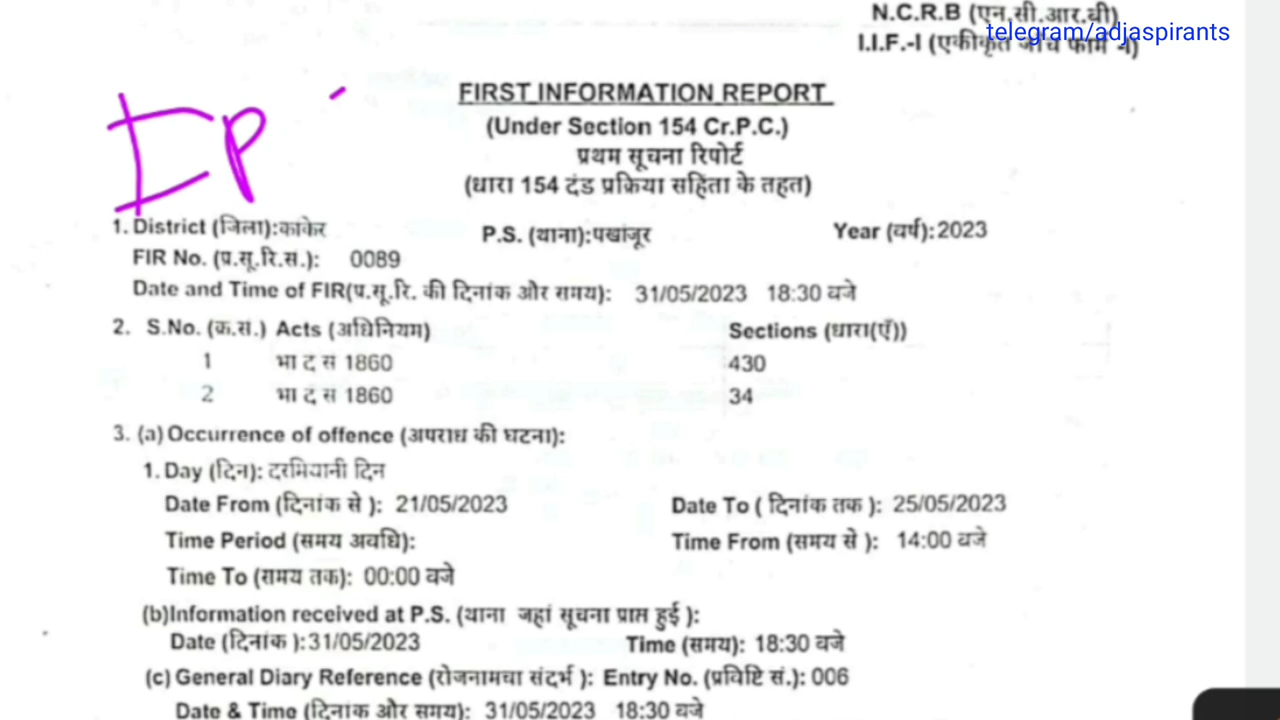 N.C.R.B (एन.सी.आर.बी)
telegram/adjaspirants
I.I.F.-I (एकीकृत जाँच फार्म -I)
IP
FIRST INFORMATION REPORT
(Under Section 154 Cr.P.C.)
प्रथम सूचना रिपोर्ट
(धारा 154 दंड प्रक्रिया सहिंता के तहत)
1. District (जिला):कांकेर P.S. (थाना):पखांजूर Year (वर्ष):2023
FIR No. (प्र.सू.रि.स.): 0089
Date and Time of FIR(प्र.सू.रि. की दिनांक और समय): 31/05/2023 18:30 बजे
2. S.No. (क.स.) Acts (अधिनियम) Sections (धारा(एँ))
1 भा द स 1860 430
2 भा दं स 1860 34
3. (a) Occurrence of offence (अपराध की घटना):
1. Day (दिन): दरमियानी दिन
Date From (दिनांक से ): 21/05/2023 Date To ( दिनांक तक ): 25/05/2023
Time Period (समय अवधि): Time From (समय से ): 14:00 बजे
Time To (समय तक): 00:00 बजे
(b)Information received at P.S. (थाना जहां सूचना प्राप्त हुई ):
Date (दिनांक ):31/05/2023 Time (समय): 18:30 बजे
(c) General Diary Reference (रोजनामचा संदर्भ ): Entry No. (प्रविष्टि सं.): 006
Date & Time (दिनांक और समय): 31/05/2023 18:30 बजे